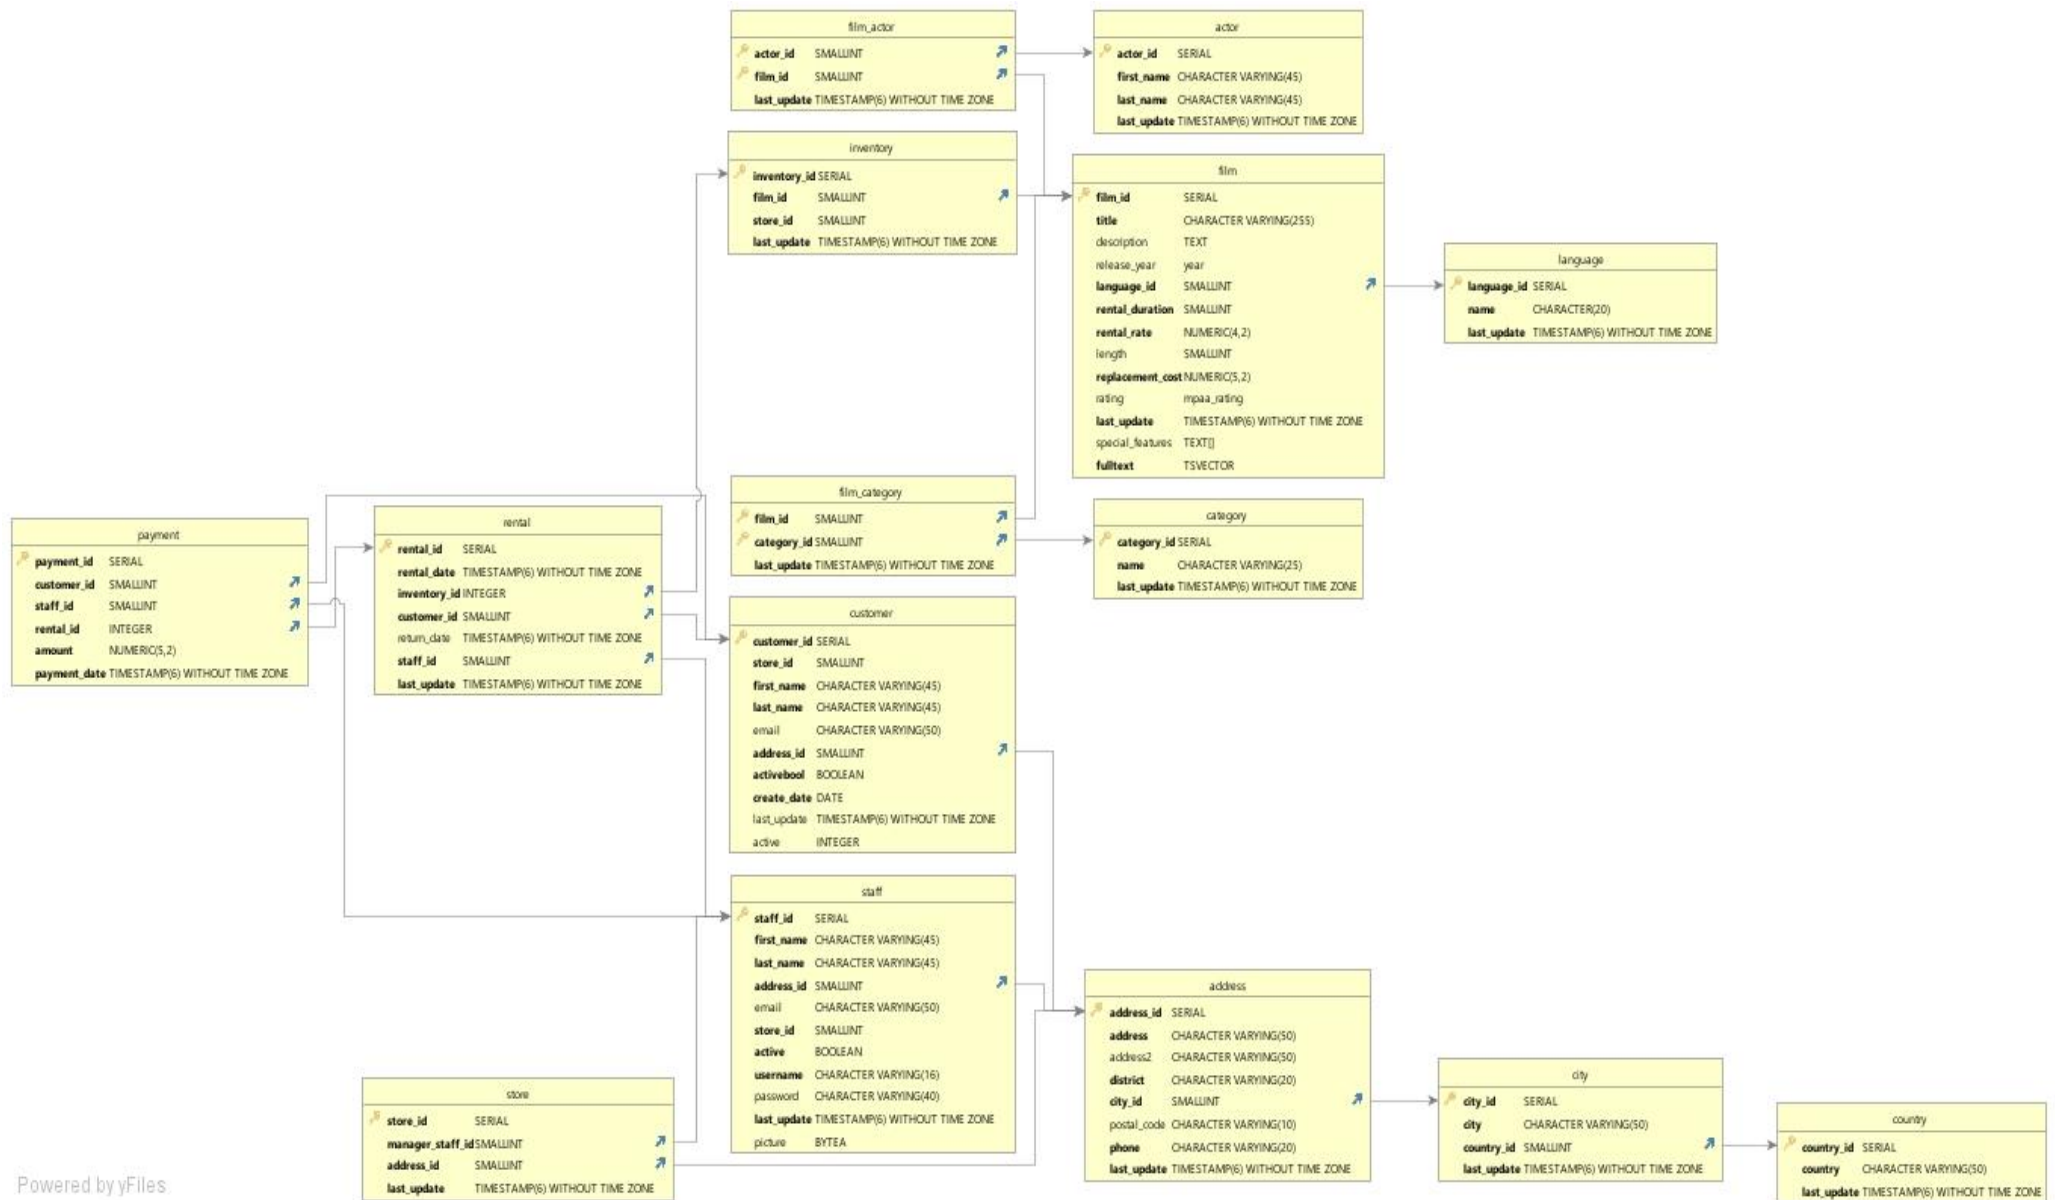 film_actor
actor_id SMALLINT
film_id SMALLINT
last_update TIMESTAMP(6) WITHOUT TIME ZONE
actor
actor_id SERIAL
first_name CHARACTER VARYING(45)
last_name CHARACTER VARYING(45)
last_update TIMESTAMP(6) WITHOUT TIME ZONE
inventory
inventory_id SERIAL
film_id SMALLINT
store_id SMALLINT
last_update TIMESTAMP(6) WITHOUT TIME ZONE
film
film_id SERIAL
title CHARACTER VARYING(255)
description TEXT
release_year year
language_id SMALLINT
rental_duration SMALLINT
rental_rate NUMERIC(4,2)
length SMALLINT
replacement_cost NUMERIC(5,2)
rating mpaa_rating
last_update TIMESTAMP(6) WITHOUT TIME ZONE
special_features TEXT[]
fulltext TSVECTOR
language
language_id SERIAL
name CHARACTER(20)
last_update TIMESTAMP(6) WITHOUT TIME ZONE
payment
payment_id SERIAL
customer_id SMALLINT
staff_id SMALLINT
rental_id INTEGER
amount NUMERIC(5,2)
payment_date TIMESTAMP(6) WITHOUT TIME ZONE
rental
rental_id SERIAL
rental_date TIMESTAMP(6) WITHOUT TIME ZONE
inventory_id INTEGER
customer_id SMALLINT
return_date TIMESTAMP(6) WITHOUT TIME ZONE
staff_id SMALLINT
last_update TIMESTAMP(6) WITHOUT TIME ZONE
film_category
film_id SMALLINT
category_id SMALLINT
last_update TIMESTAMP(6) WITHOUT TIME ZONE
category
category_id SERIAL
name CHARACTER VARYING(25)
last_update TIMESTAMP(6) WITHOUT TIME ZONE
customer
customer_id SERIAL
store_id SMALLINT
first_name CHARACTER VARYING(45)
last_name CHARACTER VARYING(45)
email CHARACTER VARYING(50)
address_id SMALLINT
activebool BOOLEAN
create_date DATE
last_update TIMESTAMP(6) WITHOUT TIME ZONE
active INTEGER
staff
staff_id SERIAL
first_name CHARACTER VARYING(45)
last_name CHARACTER VARYING(45)
address_id SMALLINT
email CHARACTER VARYING(50)
store_id SMALLINT
active BOOLEAN
username CHARACTER VARYING(16)
password CHARACTER VARYING(40)
last_update TIMESTAMP(6) WITHOUT TIME ZONE
picture BYTEA
store
store_id SERIAL
manager_staff_id SMALLINT
address_id SMALLINT
last_update TIMESTAMP(6) WITHOUT TIME ZONE
address
address_id SERIAL
address CHARACTER VARYING(50)
address2 CHARACTER VARYING(50)
district CHARACTER VARYING(20)
city_id SMALLINT
postal_code CHARACTER VARYING(10)
phone CHARACTER VARYING(20)
last_update TIMESTAMP(6) WITHOUT TIME ZONE
city
city_id SERIAL
city CHARACTER VARYING(50)
country_id SMALLINT
last_update TIMESTAMP(6) WITHOUT TIME ZONE
country
country_id SERIAL
country CHARACTER VARYING(50)
last_update TIMESTAMP(6) WITHOUT TIME ZONE
Powered by yFiles